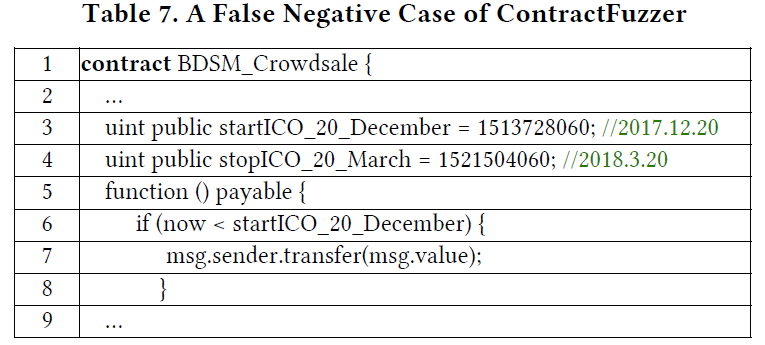 Table 7. A False Negative Case of ContractFuzzer
1 contract BDSM_Crowdsale {
2 ...
3 uint public startICO_20_December = 1513728060; //2017.12.20
4 uint public stopICO_20_March = 1521504060; //2018.3.20
5 function () payable {
6 if (now < startICO_20_December) {
7 msg.sender.transfer(msg.value);
8 }
9 ...